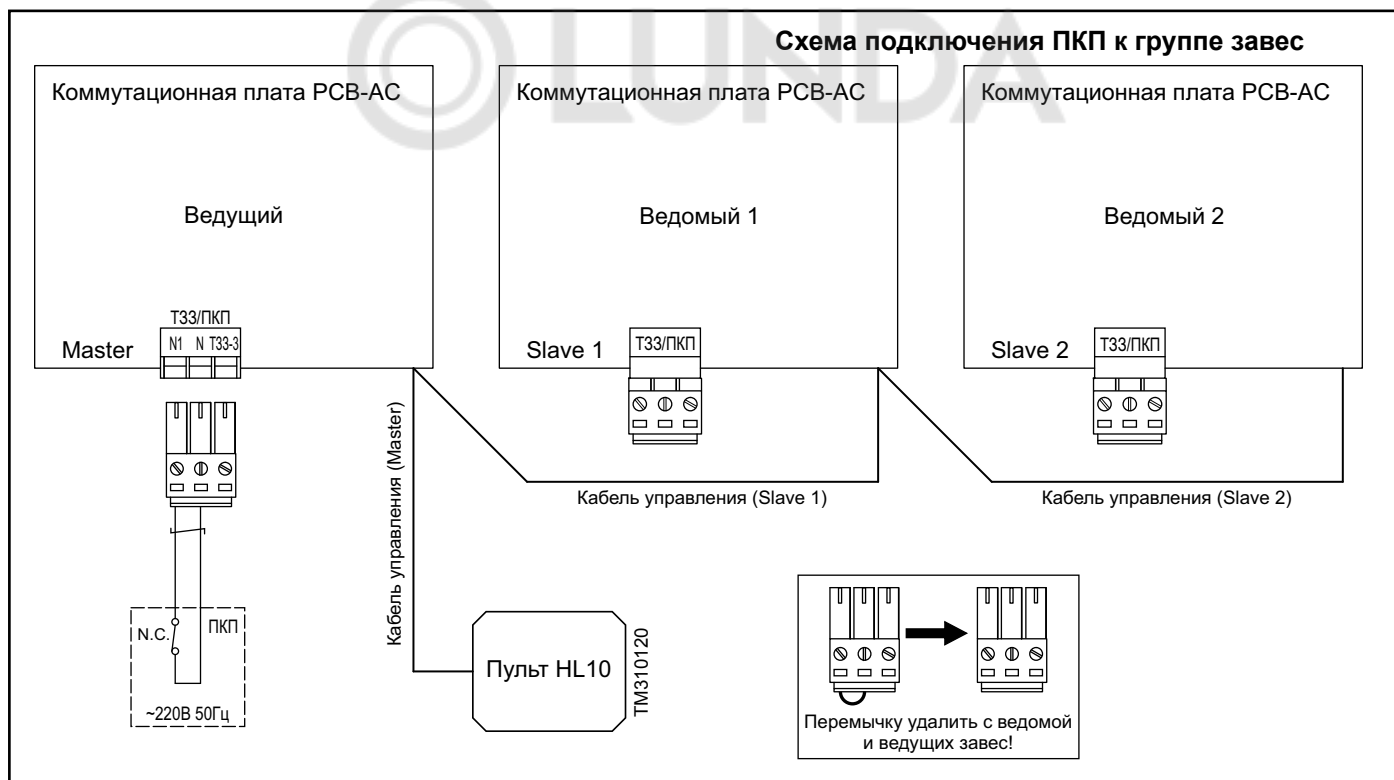 LUNDA
Схема подключения ПКП к группе завес
Коммутационная плата PCB-AC
Ведущий
ТЗЗ/ПКП
N1 N ТЗЗ-3
Master
Коммутационная плата PCB-AC
Ведомый 1
Slave 1
ТЗЗ/ПКП
Коммутационная плата PCB-AC
Ведомый 2
Slave 2
ТЗЗ/ПКП
Кабель управления (Master)
Кабель управления (Slave 1)
Кабель управления (Slave 2)
N.C.
ПКП
~220В 50Гц
Пульт HL10
TM310120
Перемычку удалить с ведомой
и ведущих завес!